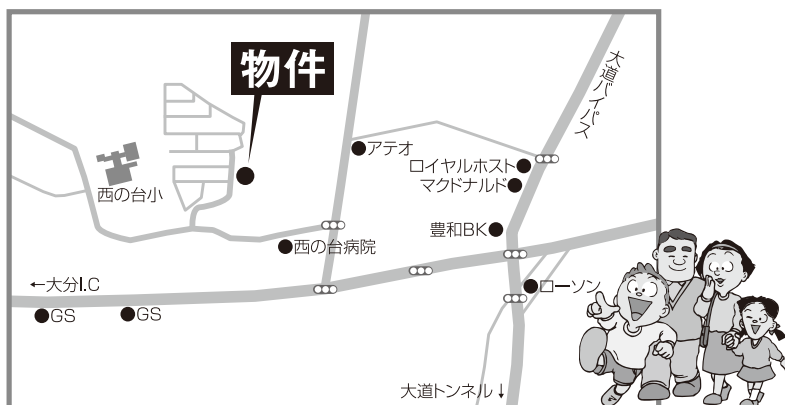 物件
大道バイパス
アテオ
ロイヤルホスト
マクドナルド
西の台小
豊和BK
西の台病院
←大分I.C
ローソン
GS
GS
大道トンネル↓